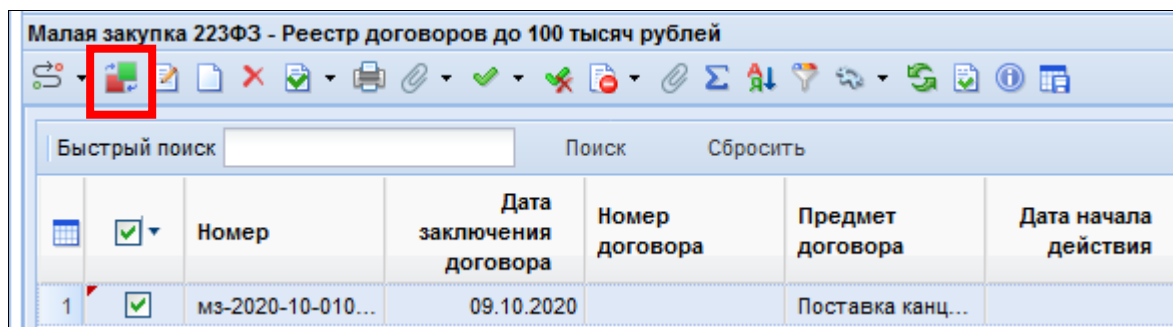 Малая закупка 223ФЗ - Реестр договоров до 100 тысяч рублей
Быстрый поиск Поиск Сбросить
Номер Дата заключения договора Номер договора Предмет договора Дата начала действия
1 мз-2020-10-010... 09.10.2020 Поставка канц...